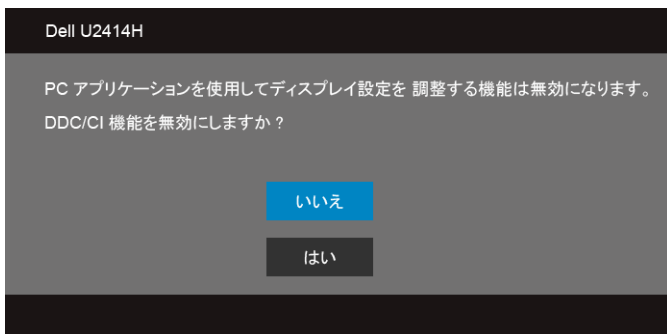 Dell U2414H
PC アプリケーションを使用してディスプレイ設定を 調整する機能は無効になります。
DDC/CI 機能を無効にしますか？
いいえ
はい